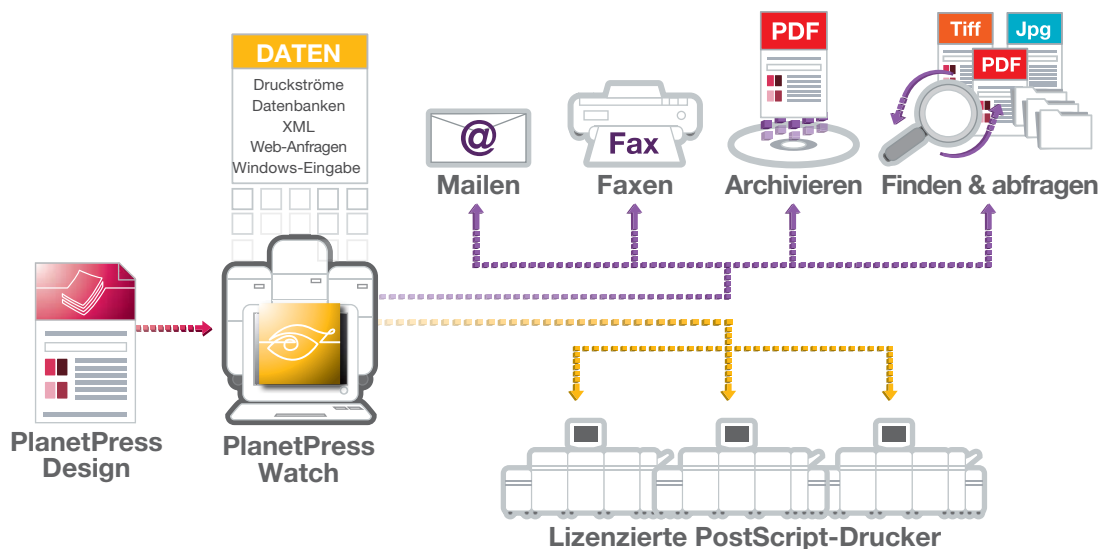 DATEN
Druckströme
Datenbanken
XML
Web-Anfragen
Windows-Eingabe
@
Mailen
Fax
Faxen
PDF
Archivieren
Tiff
Jpg
PDF
Finden & abfragen
PlanetPress
Design
PlanetPress
Watch
Lizenzierte PostScript-Drucker